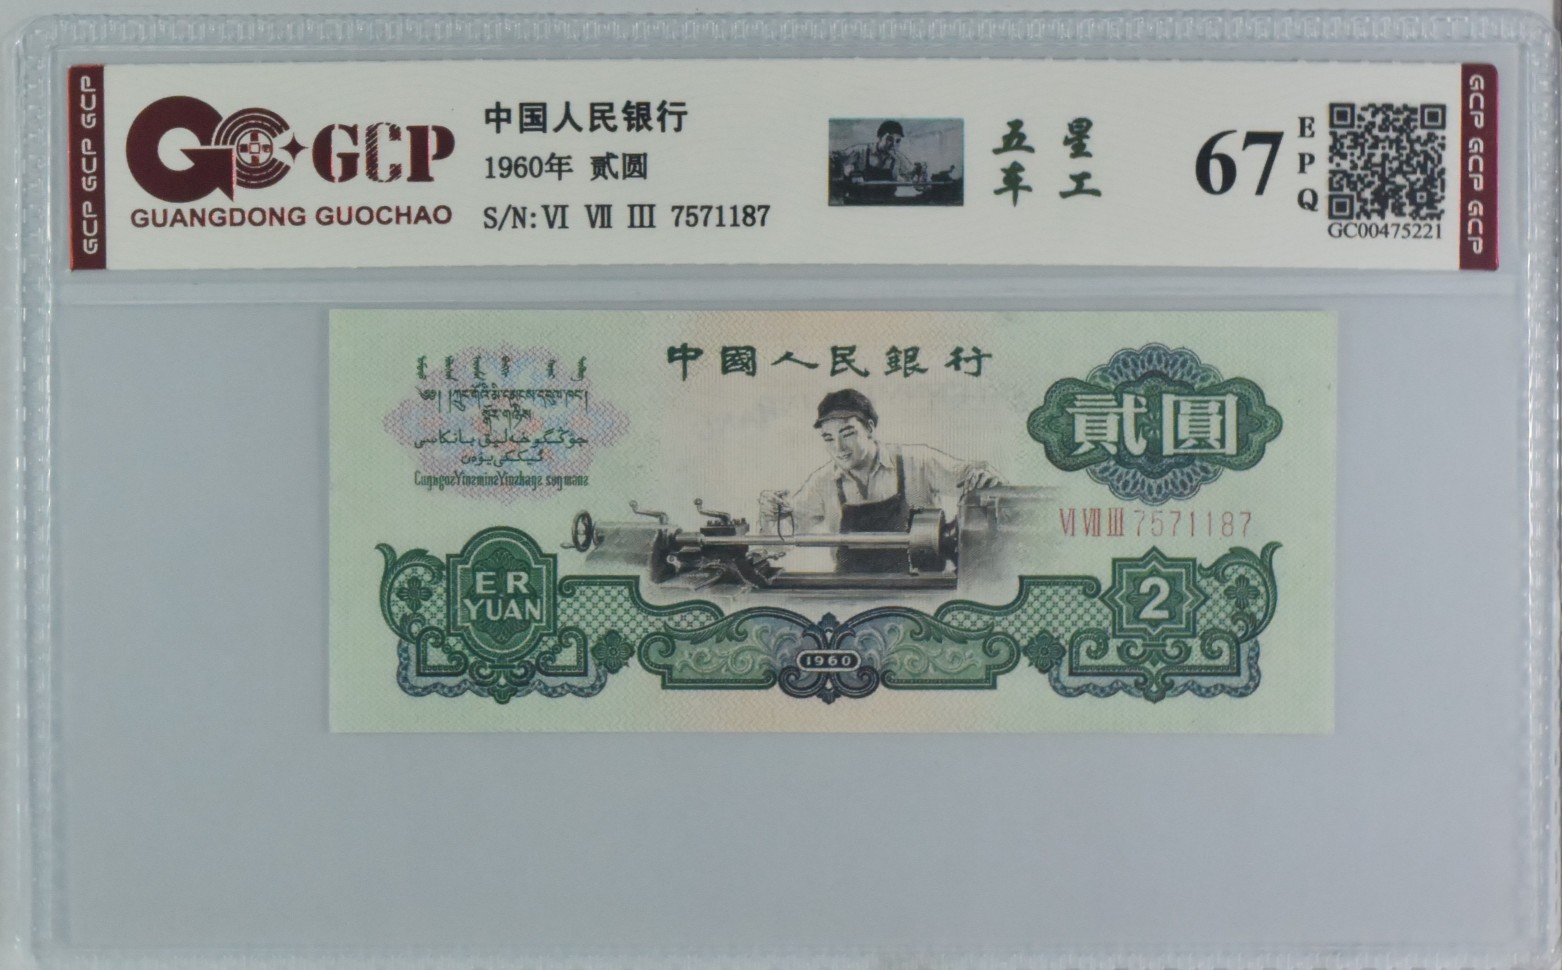 GCP GCP GCP
GCP
GUANGDONG GUOCHAO
中国人民银行
1960年 贰圆
S/N:Ⅵ Ⅶ Ⅲ 7571187
五星
车工
67
EPQ
GC00475221
GCP GCP GCP
中國人民銀行
貳圓
Ⅵ Ⅶ Ⅲ 7571187
ER
YUAN
1960
2